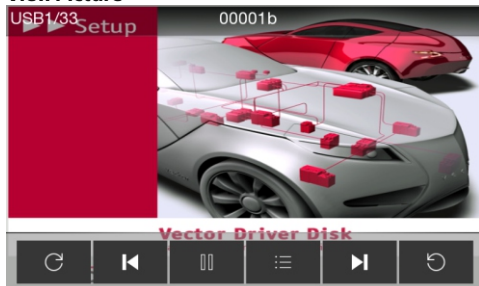 View Picture
USB1/33
00001b
▶▶ Setup
Vector Driver Disk